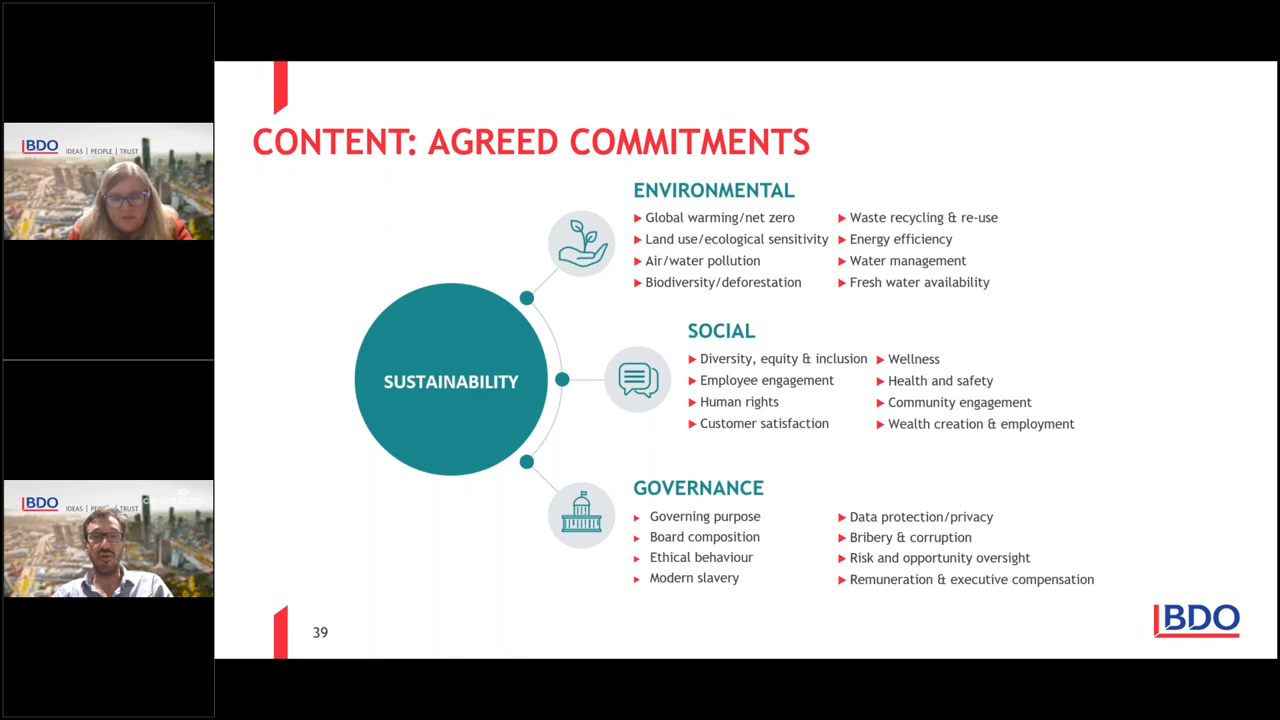 BDO
IDEAS | PEOPLE | TRUST
BDO
IDEAS | PEOPLE | TRUST
CONTENT: AGREED COMMITMENTS
SUSTAINABILITY
ENVIRONMENTAL
Global warming/net zero
Land use/ecological sensitivity
Air/water pollution
Biodiversity/deforestation
Waste recycling & re-use
Energy efficiency
Water management
Fresh water availability
SOCIAL
Diversity, equity & inclusion
Employee engagement
Human rights
Customer satisfaction
Wellness
Health and safety
Community engagement
Wealth creation & employment
GOVERNANCE
Governing purpose
Board composition
Ethical behaviour
Modern slavery
Data protection/privacy
Bribery & corruption
Risk and opportunity oversight
Remuneration & executive compensation
39
BDO